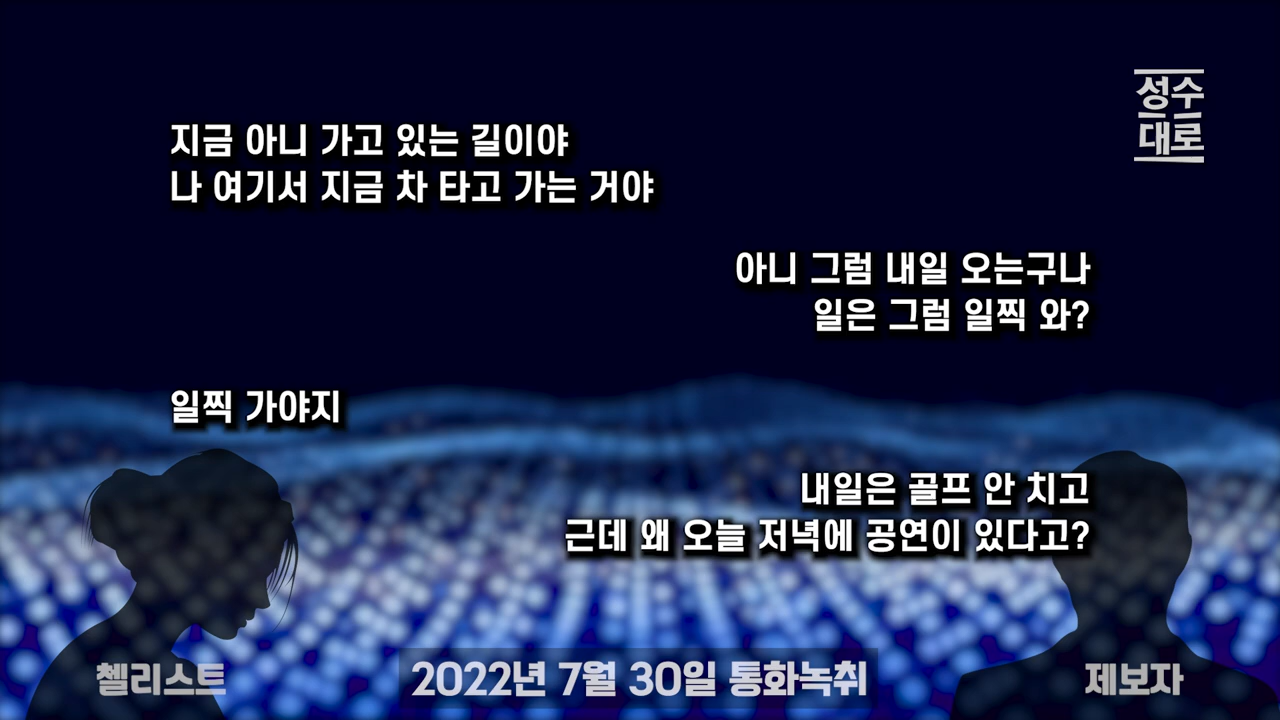 성수
대로
지금 아니 가고 있는 길이야
나 여기서 지금 차 타고 가는 거야
아니 그럼 내일 오는구나
일은 그럼 일찍 와?
일찍 가야지
내일은 골프 안 치고
근데 왜 오늘 저녁에 공연이 있다고?
첼리스트
2022년 7월 30일 통화녹취
제보자